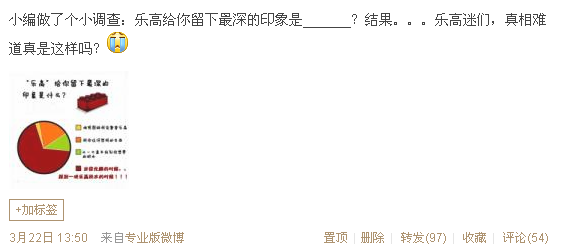 小编做了个小调查：乐高给你留下最深的印象是______？结果。。。乐高迷们，真相难
道真是这样吗？
"乐高"给你留下最深的
印象是什么？
+加标签
3月22日 13:50 来自专业版微博 置顶 | 删除 | 转发(97) | 收藏 | 评论(54)